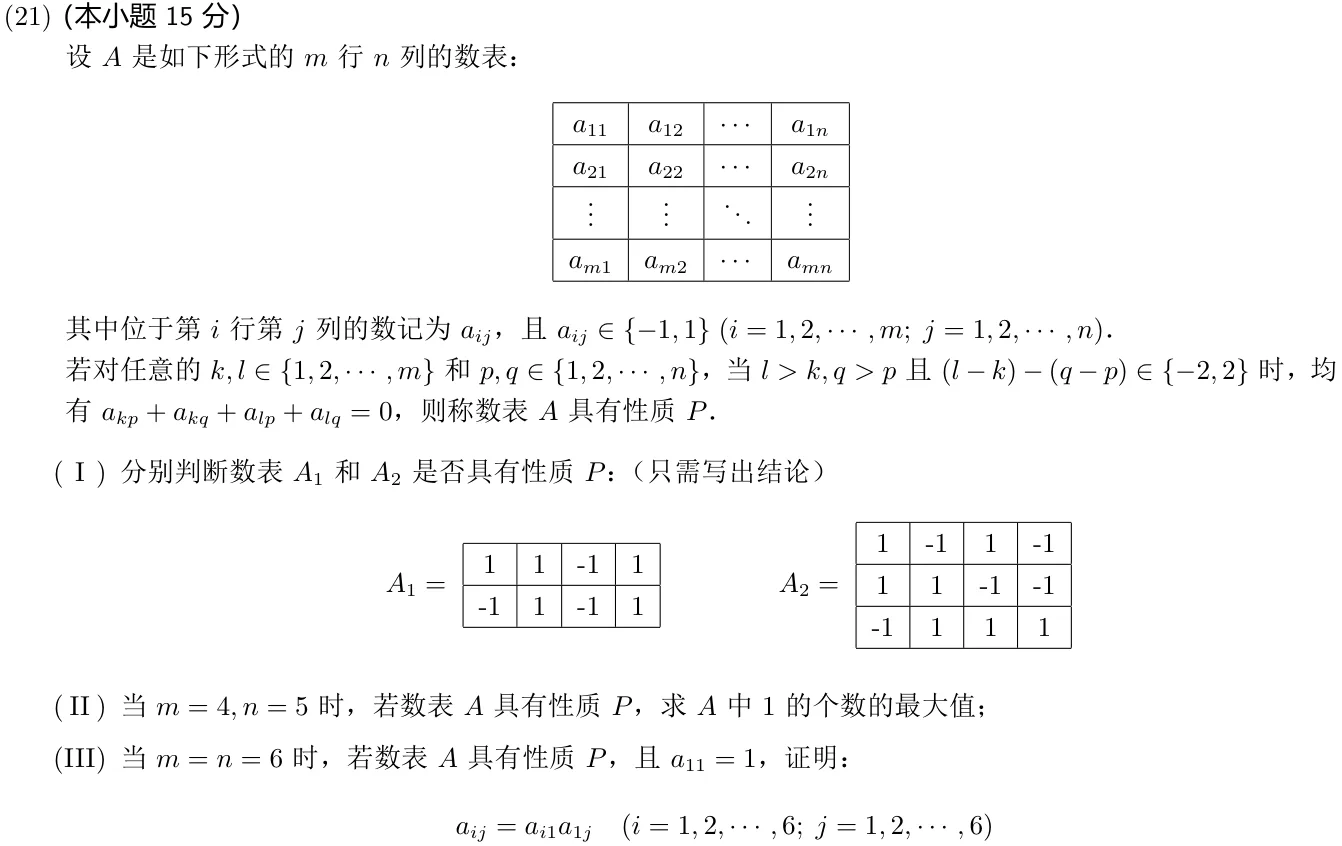 (21) (本小题 15 分)
设 A 是如下形式的 m 行 n 列的数表：
a₁₁ a₁₂ ⋯ a₁ₙ
a₂₁ a₂₂ ⋯ a₂ₙ
⋮ ⋮ ⋱ ⋮
aₘ₁ aₘ₂ ⋯ aₘₙ
其中位于第 i 行第 j 列的数记为 aᵢⱼ，且 aᵢⱼ ∈ {−1, 1} (i = 1, 2, ⋯ , m; j = 1, 2, ⋯ , n)．
若对任意的 k, l ∈ {1, 2, ⋯ , m} 和 p, q ∈ {1, 2, ⋯ , n}，当 l > k, q > p 且 (l − k) − (q − p) ∈ {−2, 2} 时，均
有 a_{kp} + a_{kq} + a_{lp} + a_{lq} = 0，则称数表 A 具有性质 P．
( I ) 分别判断数表 A₁ 和 A₂ 是否具有性质 P：（只需写出结论）
A₁ =
1 1 -1 1
-1 1 -1 1
A₂ =
1 -1 1 -1
1 1 -1 -1
-1 1 1 1
( II ) 当 m = 4, n = 5 时，若数表 A 具有性质 P，求 A 中 1 的个数的最大值；
(III) 当 m = n = 6 时，若数表 A 具有性质 P，且 a₁₁ = 1，证明：
aᵢⱼ = aᵢ₁a₁ⱼ (i = 1, 2, ⋯ , 6; j = 1, 2, ⋯ , 6)